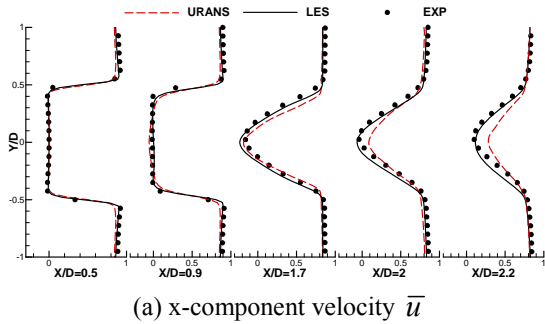 URANS LES EXP
1
0.5
Y/D
0
-0.5
-1
0 0.5 1 0 0.5 1 0 0.5 1 0 0.5 1 0 0.5 1
X/D=0.5 X/D=0.9 X/D=1.7 X/D=2 X/D=2.2
(a) x-component velocity u̅